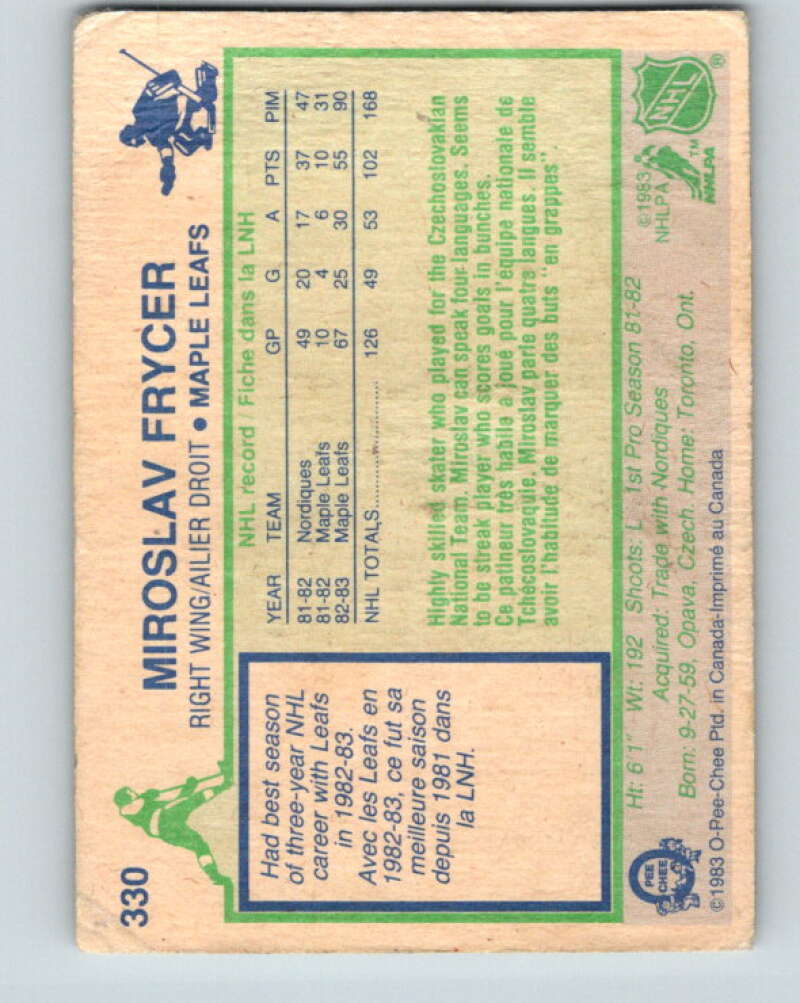 330
MIROSLAV FRYCER
RIGHT WING/AILIER DROIT • MAPLE LEAFS
Had best season
of three-year NHL
career with Leafs
in 1982-83.
Avec les Leafs en
1982-83, ce fut sa
meilleure saison
depuis 1981 dans
la LNH.
NHL record / Fiche dans la LNH
YEAR TEAM GP G A PTS PIM
81-82 Nordiques 49 20 17 37 47
81-82 Maple Leafs 10 4 6 10 31
82-83 Maple Leafs 67 25 30 55 90
NHL TOTALS 126 49 53 102 168
Highly skilled skater who played for the Czechoslovakian
National Team. Miroslav can speak four languages. Seems
to be streak player who scores goals in bunches.
Ce patineur très habile a joué pour l'équipe nationale de
Tchécoslovaquie. Miroslav parle quatre langues. Il semble
avoir l'habitude de marquer des buts "en grappes".
Ht: 6'1" Wt: 192 Shoots: L 1st Pro Season 81-82
Acquired: Trade with Nordiques
Born: 9-27-59, Opava, Czech. Home: Toronto, Ont.
© 1983 O-Pee-Chee Ptd. in Canada-Imprimé au Canada
O PEE CHEE
© 1983
NHLPA
NHL ®
NHLPA ™